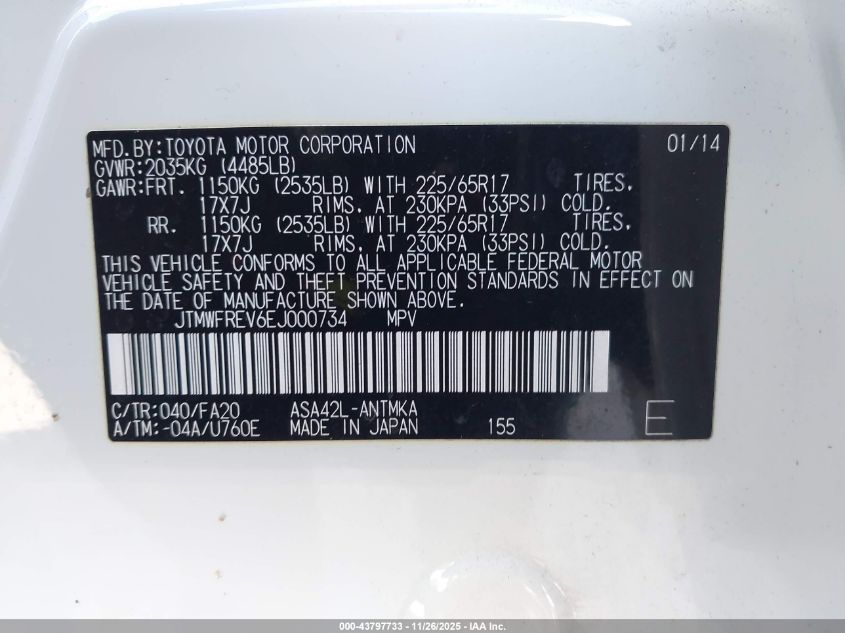 MFD.BY:TOYOTA MOTOR CORPORATION 01/14
GVWR:2035KG (4485LB)
GAWR:FRT. 1150KG (2535LB) WITH 225/65R17 TIRES,
17X7J RIMS, AT 230KPA (33PSI) COLD.
RR. 1150KG (2535LB) WITH 225/65R17 TIRES,
17X7J RIMS, AT 230KPA (33PSI) COLD.
THIS VEHICLE CONFORMS TO ALL APPLICABLE FEDERAL MOTOR
VEHICLE SAFETY AND THEFT PREVENTION STANDARDS IN EFFECT ON
THE DATE OF MANUFACTURE SHOWN ABOVE.
JTMWFREV6EJ000734 MPV
C/TR:040/FA20 ASA42L-ANTMKA
A/TM:-04A/U760E MADE IN JAPAN 155 E
000-43797733 - 11/26/2025 - IAA Inc.